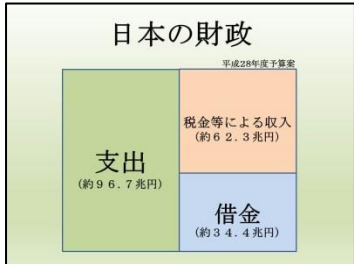 日本の財政
平成28年度予算案
支出
(約９６.７兆円)
税金等による収入
(約６２.３兆円)
借金
(約３４.４兆円)